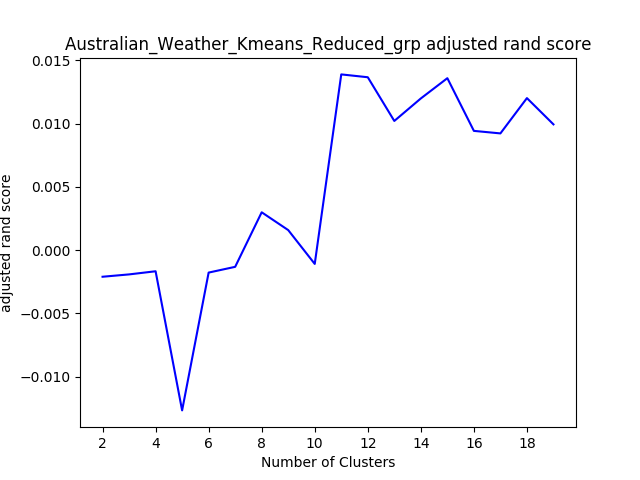 Australian_Weather_Kmeans_Reduced_grp adjusted rand score
adjusted rand score
0.015
0.010
0.005
0.000
−0.005
−0.010
2 4 6 8 10 12 14 16 18
Number of Clusters